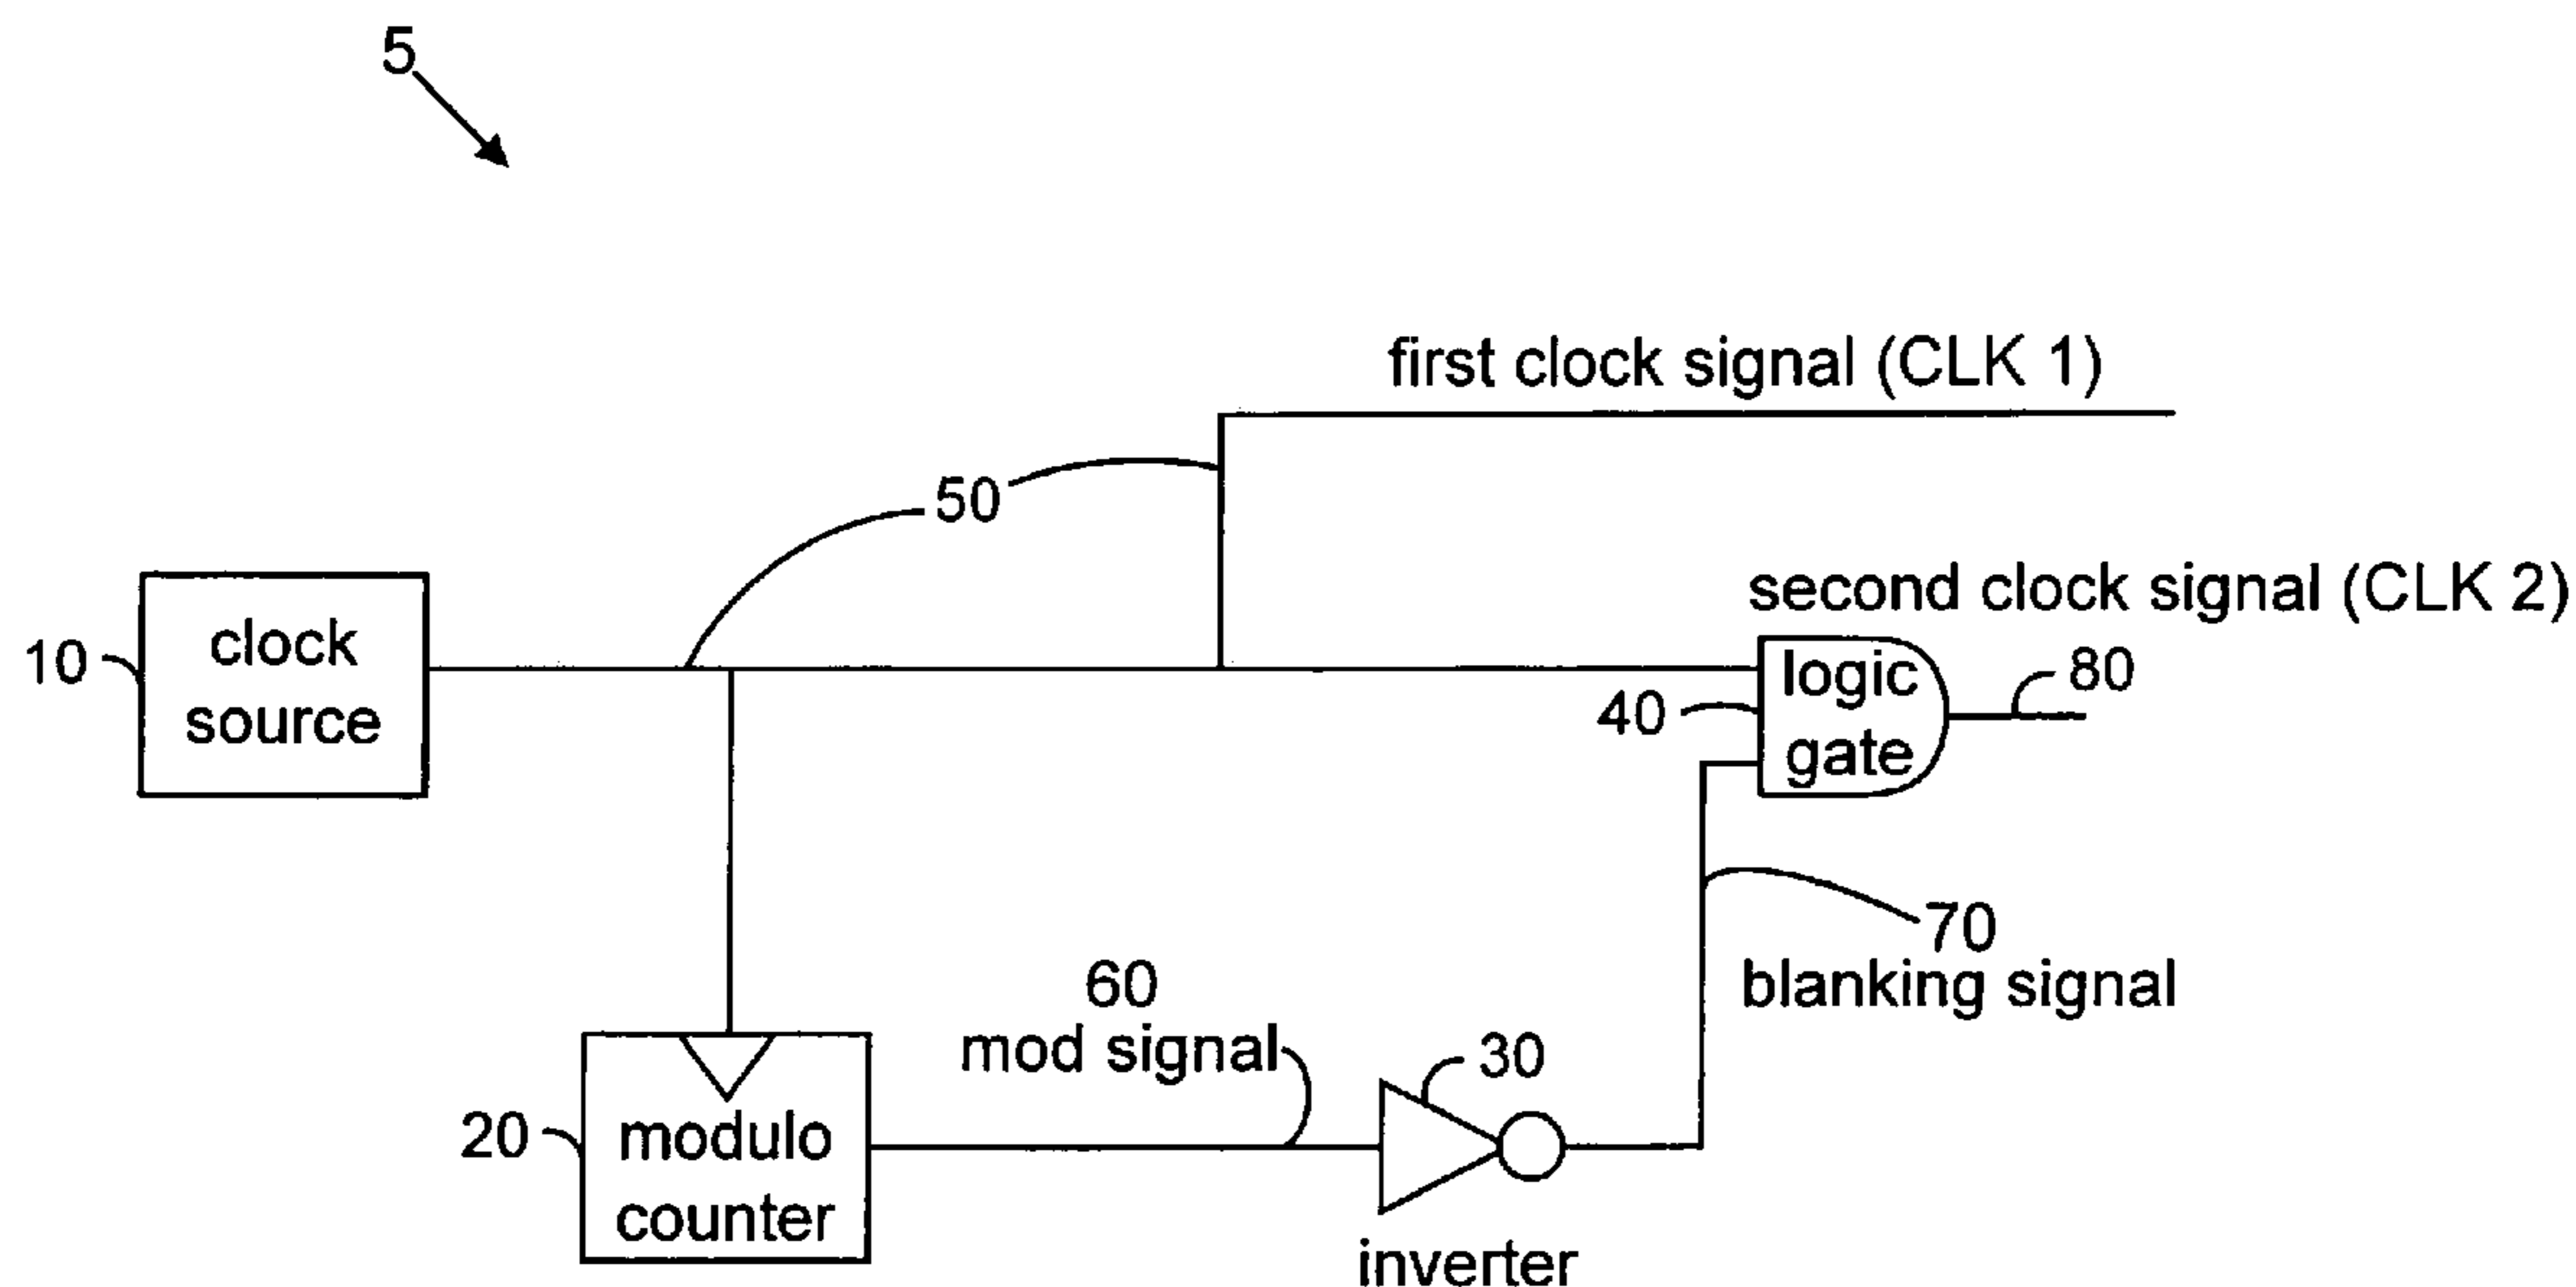 5
first clock signal (CLK 1)
50
second clock signal (CLK 2)
10
clock
source
logic
gate
40
80
70
blanking signal
60
mod signal
30
20
modulo
counter
inverter